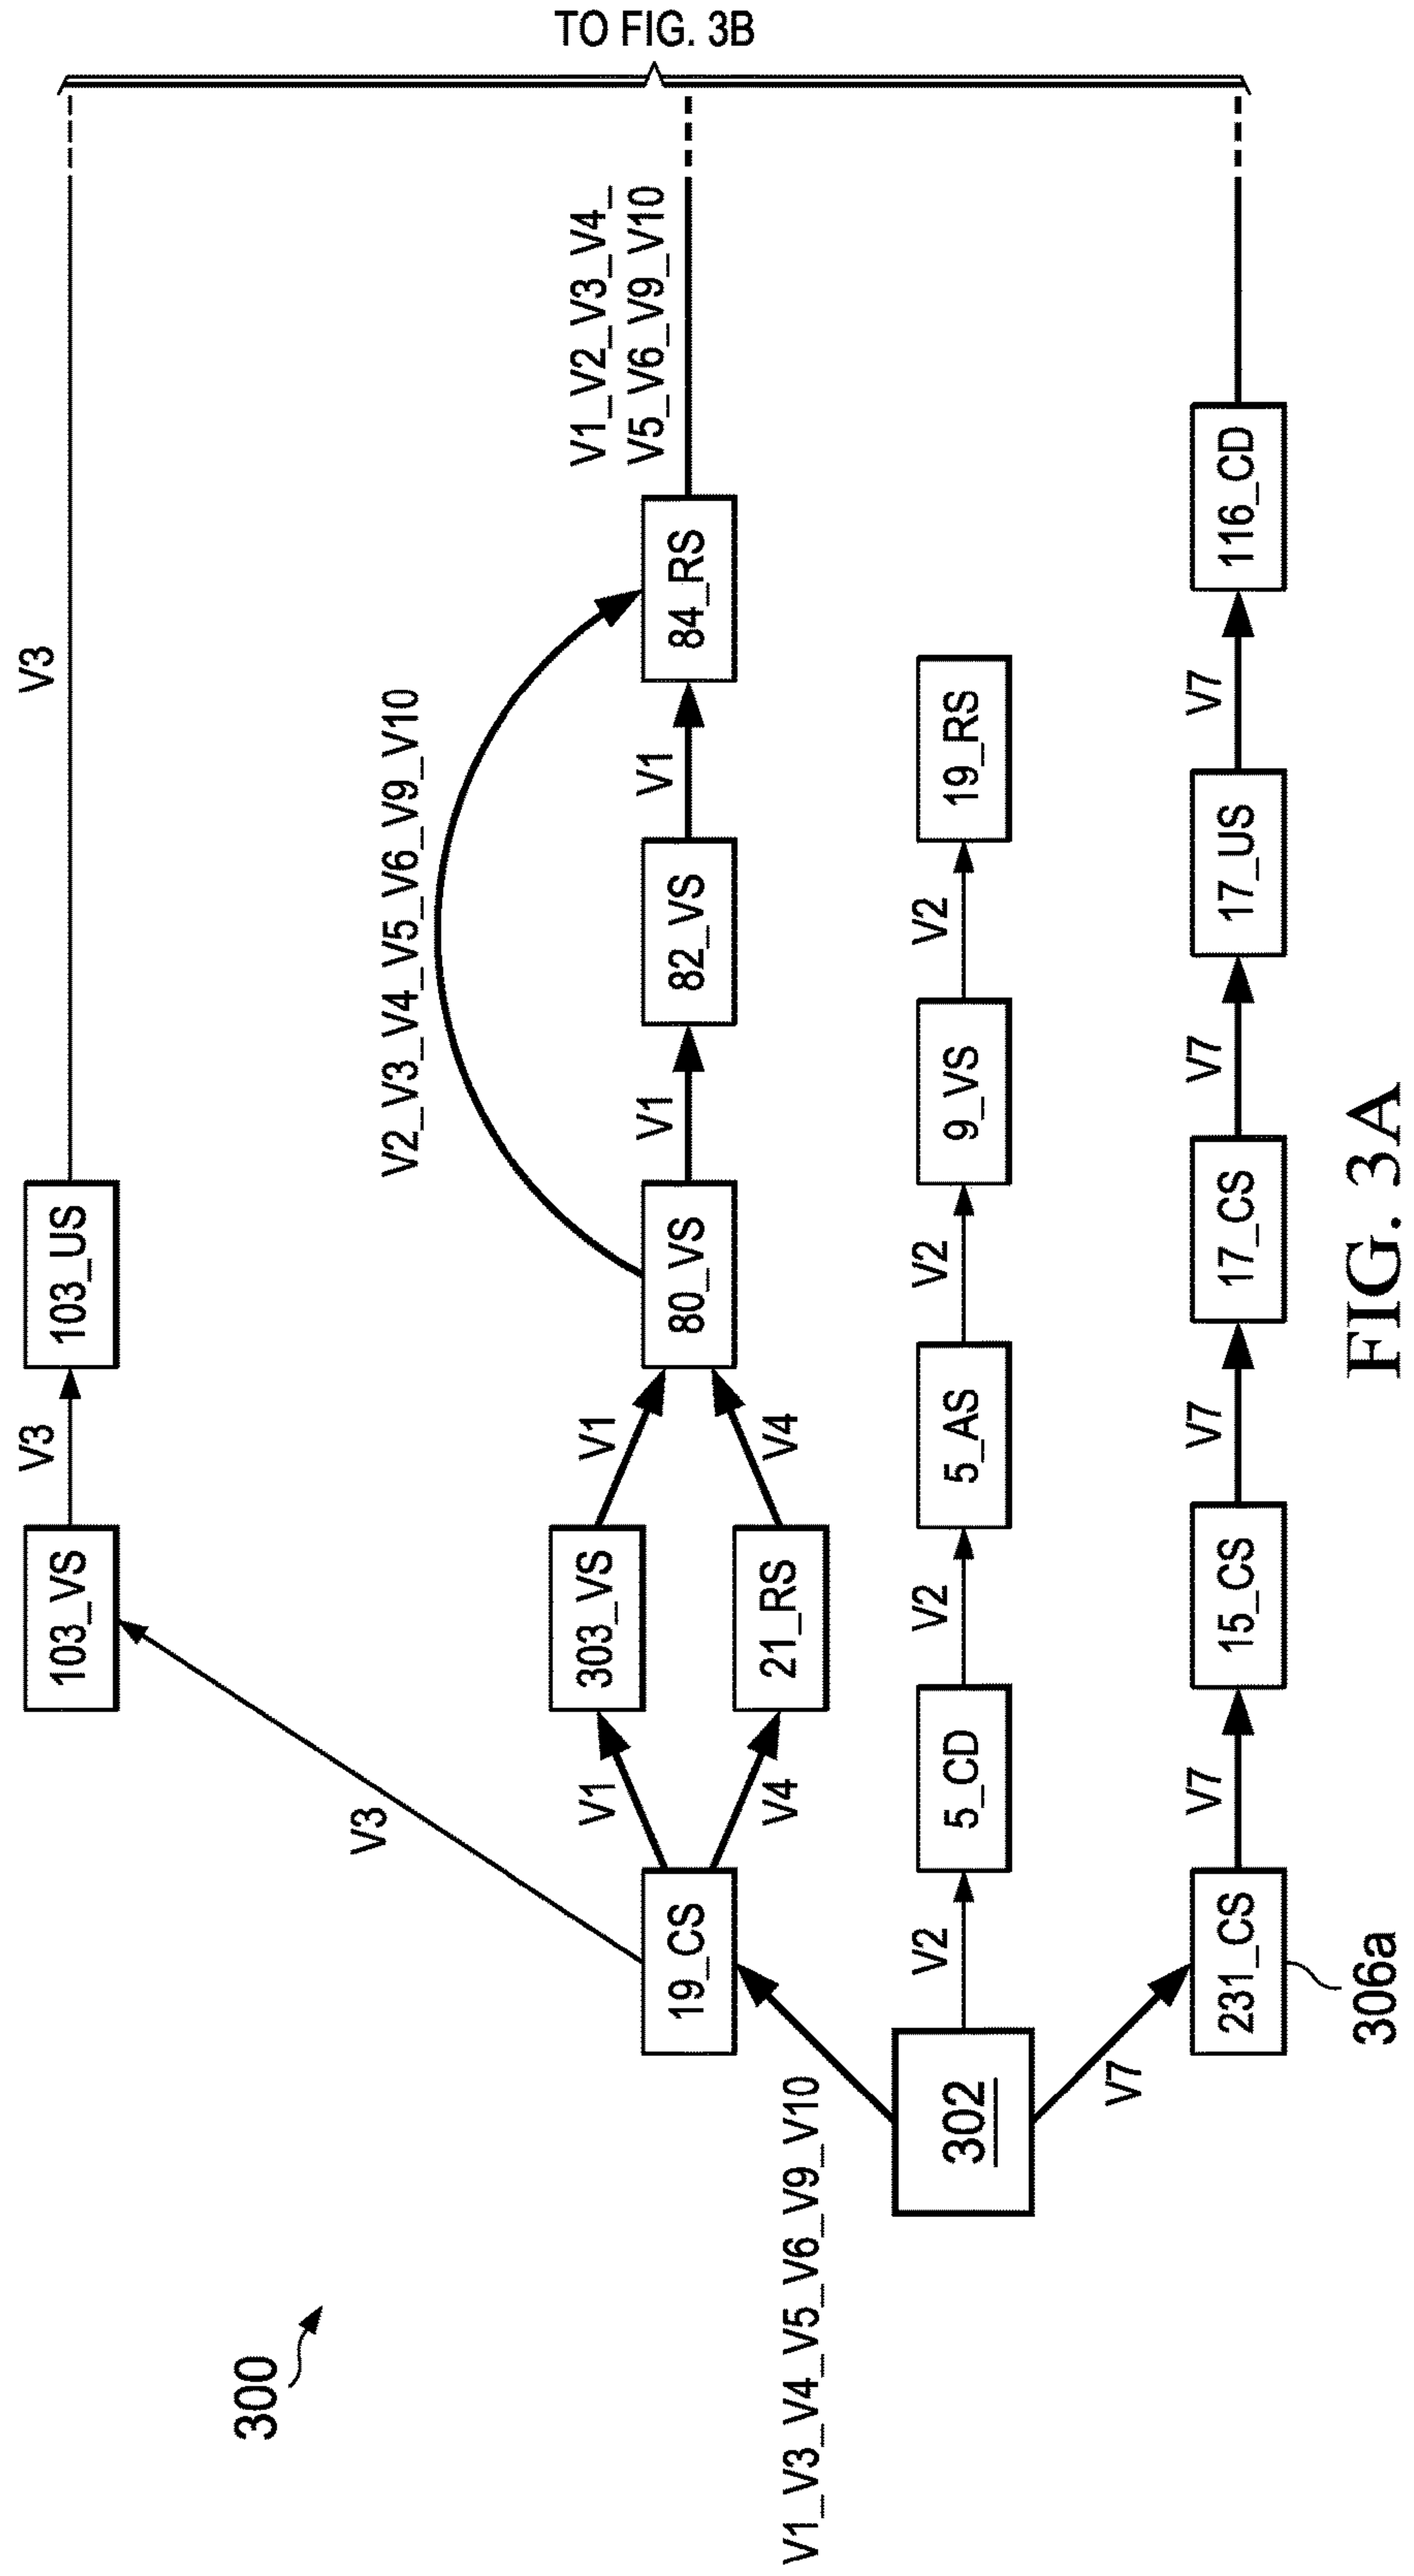 TO FIG. 3B
300
V3
V3
V3
103_VS
103_US
V1_V3_V4_V5_V6_V9_V10
19_CS
V1
V4
303_VS
21_RS
V1
V4
80_VS
V2_V3_V4_V5_V6_V9_V10
V1
82_VS
V1
84_RS
V1_V2_V3_V4_
V5_V6_V9_V10
302
V2
5_CD
V2
5_AS
V2
9_VS
V2
19_RS
V7
231_CS
306a
V7
15_CS
V7
17_CS
V7
17_US
V7
116_CD
FIG. 3A